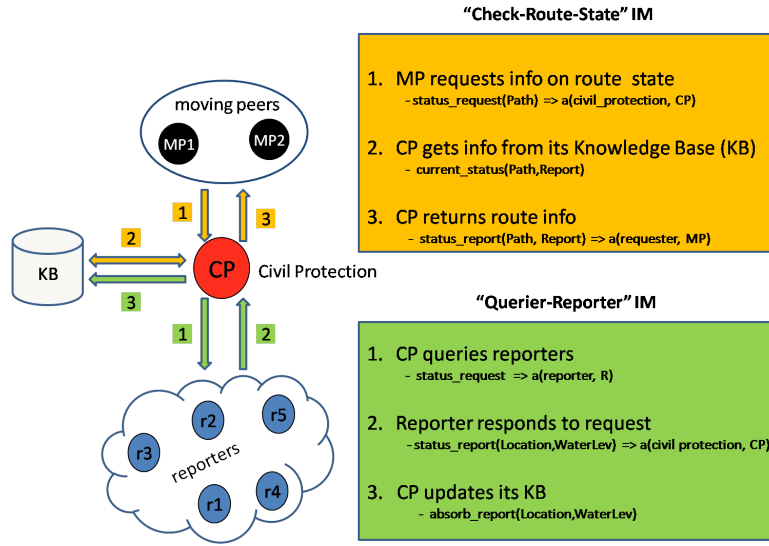 "Check-Route-State" IM
1. MP requests info on route state
- status_request(Path) => a(civil_protection, CP)
2. CP gets info from its Knowledge Base (KB)
- current_status(Path,Report)
3. CP returns route info
- status_report(Path, Report) => a(requester, MP)
"Querier-Reporter" IM
1. CP queries reporters
- status_request => a(reporter, R)
2. Reporter responds to request
- status_report(Location,WaterLev) => a(civil protection, CP)
3. CP updates its KB
- absorb_report(Location,WaterLev)
moving peers
MP1
MP2
1
3
2
KB
CP
Civil Protection
3
1
2
r2
r5
r3
reporters
r4
r1